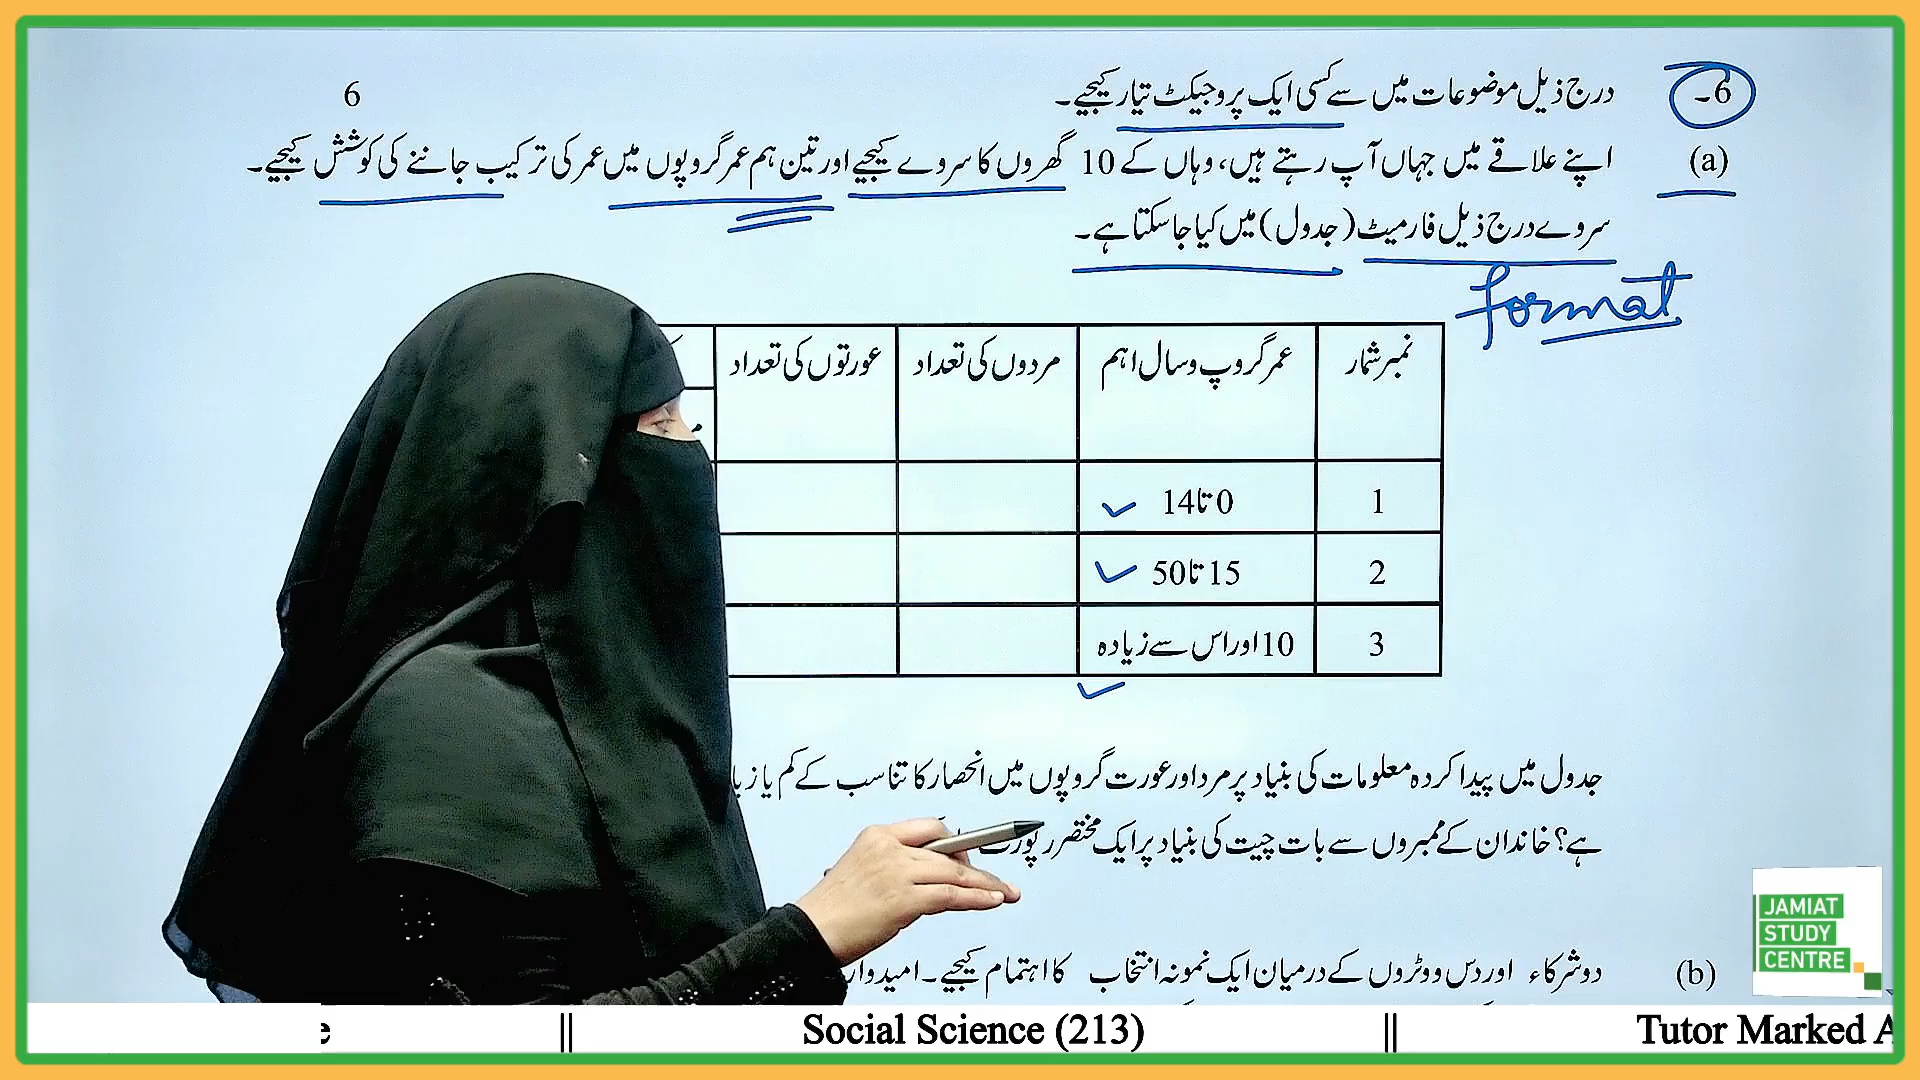 6۔ درج ذیل موضوعات میں سے کسی ایک پر وجیکٹ تیار کیجیے۔ 6
(a) اپنے علاقے میں جہاں آپ رہتے ہیں، وہاں کے 10 گھروں کا سروے کیجیے اور تین ہم عمر گروپوں میں عمر کی ترکیب جاننے کی کوشش کیجیے۔
سروے درج ذیل فارمیٹ (جدول) میں کیا جا سکتا ہے۔
format
نمبر شمار عمر گروپ و سال اہم مردوں کی تعداد عورتوں کی تعداد
1 0 تا 14
2 15 تا 50
3 10 اور اس سے زیادہ
جدول میں پیدا کردہ معلومات کی بنیاد پر مرد اور عورت گروپوں میں انحصار کا تناسب کے کم یا
ہے؟ خاندان کے ممبروں سے بات چیت کی بنیاد پر ایک مختصر رپورٹ
(b) دو شرکاء اور دس ووٹروں کے درمیان ایک نمونہ انتخاب کا اہتمام کیجیے۔
JAMIAT
STUDY
CENTRE
e || Social Science (213) || Tutor Marked A